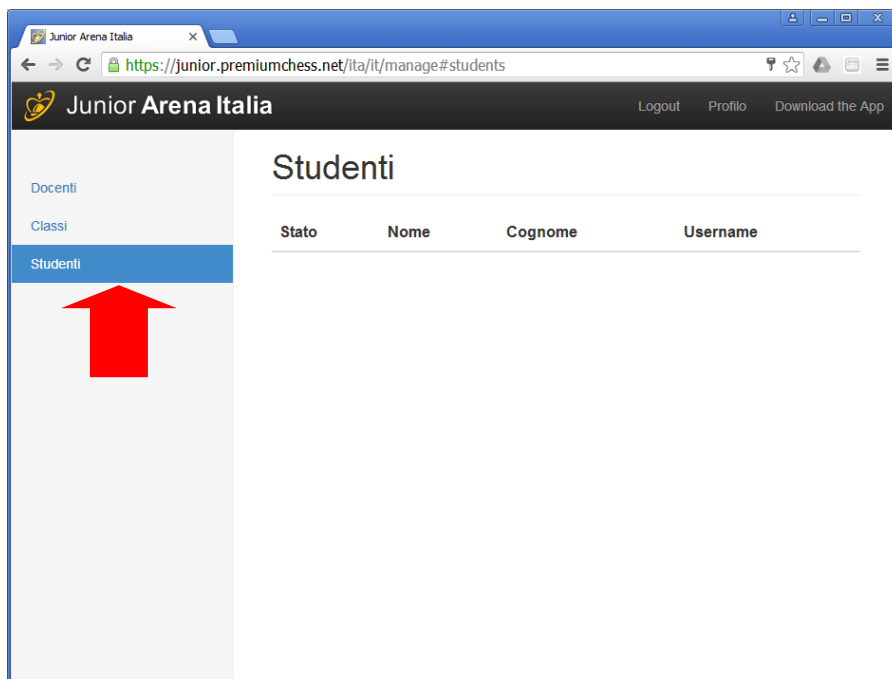 Junior Arena Italia
https://junior.premiumchess.net/ita/it/manage#students
Junior Arena Italia
Logout Profilo Download the App
Docenti
Classi
Studenti
Studenti
Stato Nome Cognome Username